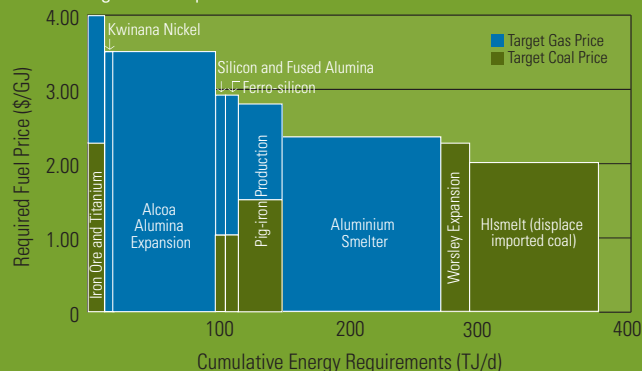 4.00
3.00
2.00
1.00
0
Required Fuel Price ($/GJ)
Kwinana Nickel
Silicon and Fused Alumina
Ferro-silicon
Target Gas Price
Target Coal Price
Iron Ore and Titanium
Alcoa
Alumina
Expansion
Pig-iron Production
Aluminium
Smelter
Worsley Expansion
HIsmelt (displace
imported coal)
100
200
300
400
Cumulative Energy Requirements (TJ/d)